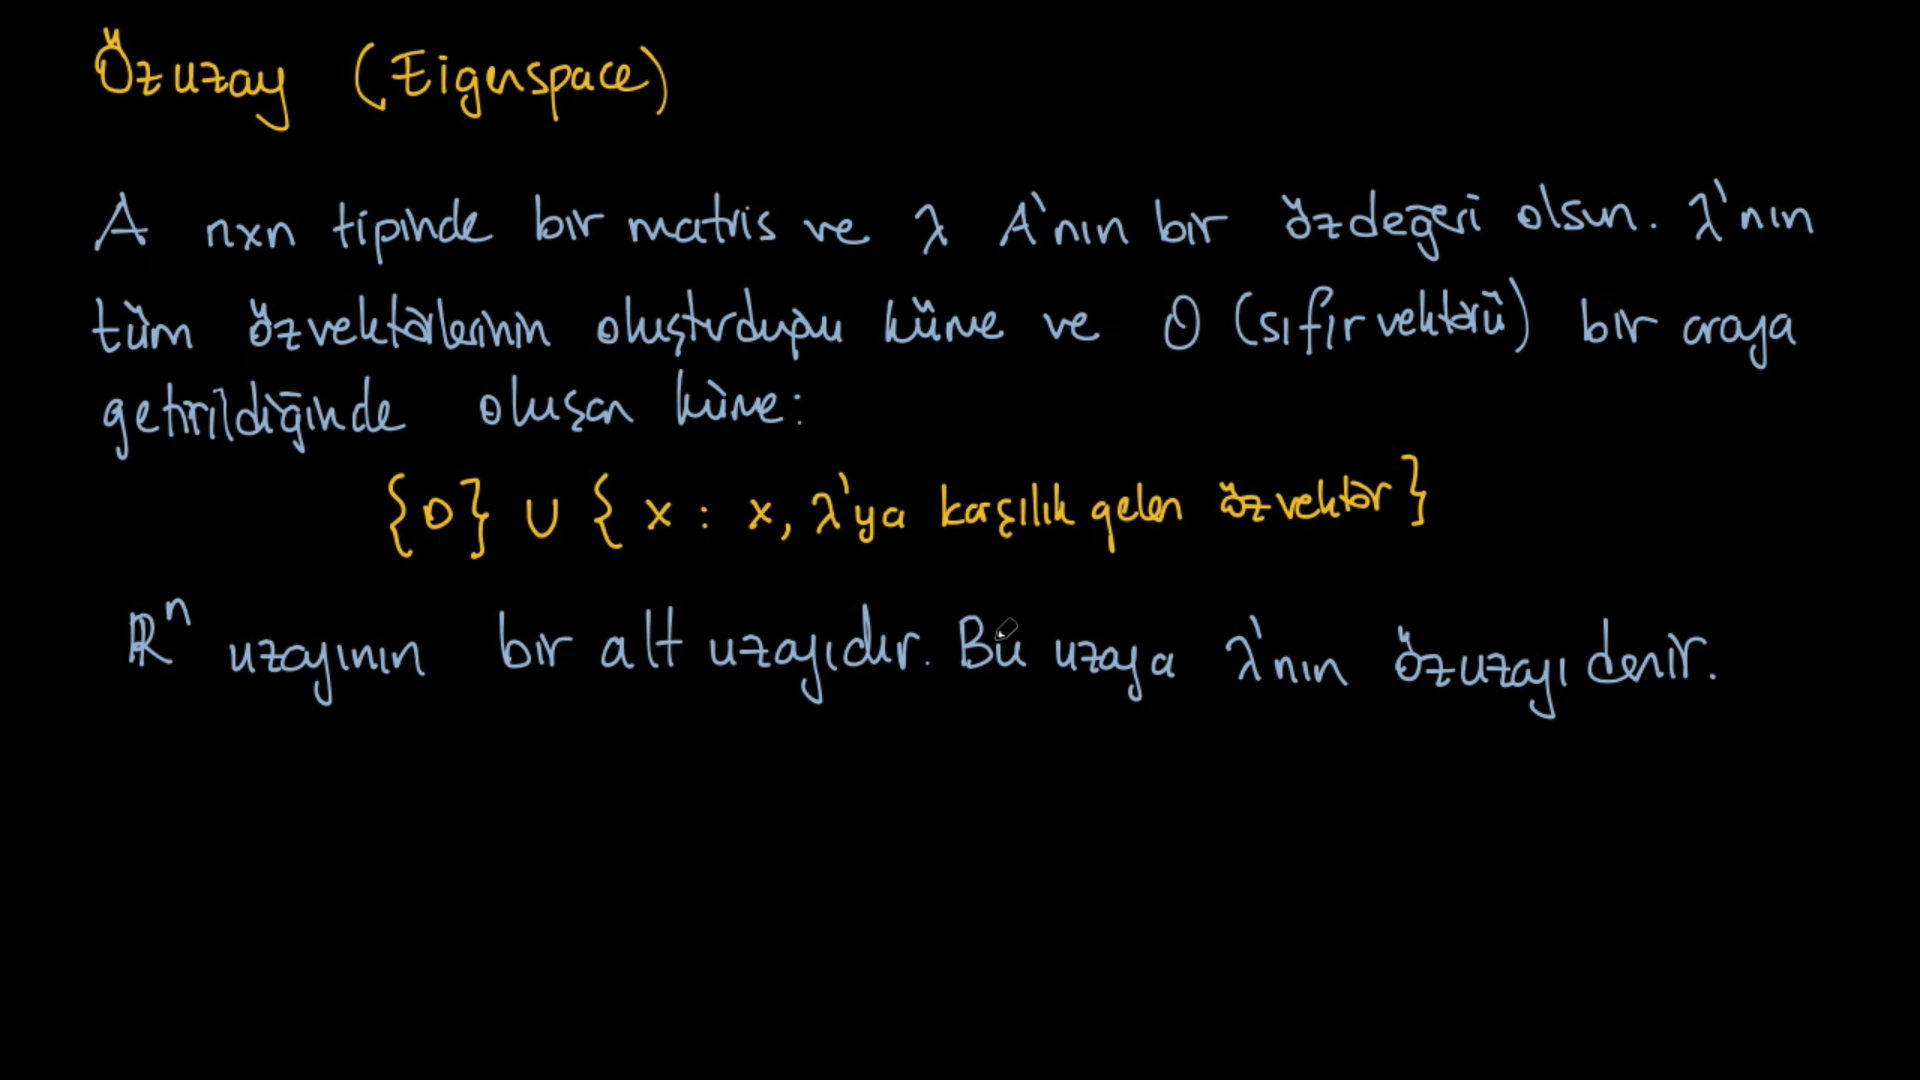 Özuzay (Eigenspace)
A nxn tipinde bir matris ve λ A'nın bir özdeğeri olsun. λ'nın
tüm özvektörlerinin oluşturduğu küme ve 0 (sıfır vektörü) bir araya
getirildiğinde oluşan küme:
{0} ∪ { x : x, λ'ya karşılık gelen özvektör}
ℝⁿ uzayının bir alt uzayıdır. Bu uzaya λ'nın özuzayı denir.